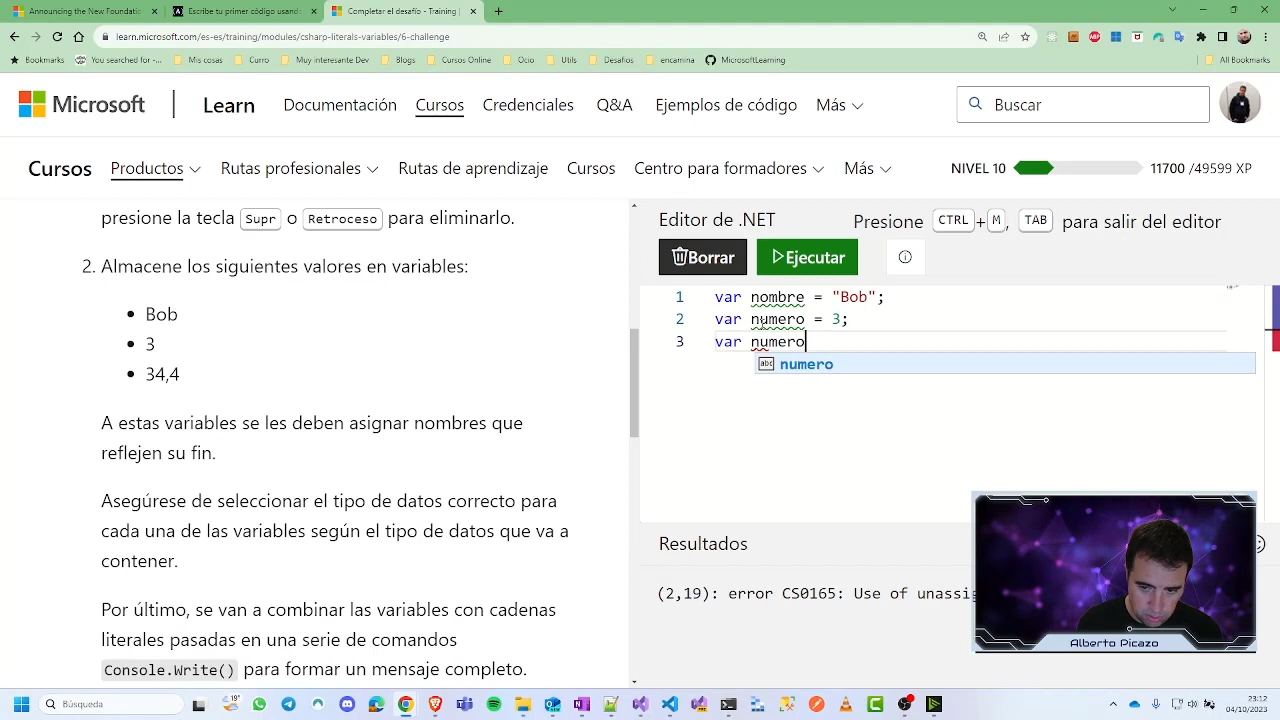 Announcing the New Foundatic
Escribe tu primer código usando
Completar el desafío - Training |
learn.microsoft.com/es-es/training/modules/csharp-literals-variables/6-challenge
Bookmarks You searched for -... Mis cosas Curro Muy interesante Dev Blogs Cursos Online Ocio Utils Desafios encamina MicrosoftLearning All Bookmarks
Microsoft Learn Documentación Cursos Credenciales Q&A Ejemplos de código Más Buscar
Cursos Productos Rutas profesionales Rutas de aprendizaje Cursos Centro para formadores Más NIVEL 10 11700 /49599 XP
presione la tecla Supr o Retroceso para eliminarlo.
2. Almacene los siguientes valores en variables:
Bob
3
34,4
A estas variables se les deben asignar nombres que
reflejen su fin.
Asegúrese de seleccionar el tipo de datos correcto para
cada una de las variables según el tipo de datos que va a
contener.
Por último, se van a combinar las variables con cadenas
literales pasadas en una serie de comandos
Console.Write() para formar un mensaje completo.
Editor de .NET Presione CTRL + M, TAB para salir del editor
Borrar Ejecutar
1 var nombre = "Bob";
2 var numero = 3;
3 var numero
abc numero
Resultados
(2,19): error CS0165: Use of unassig
Alberto Picazo
Búsqueda 19° 23:12
04/10/2023